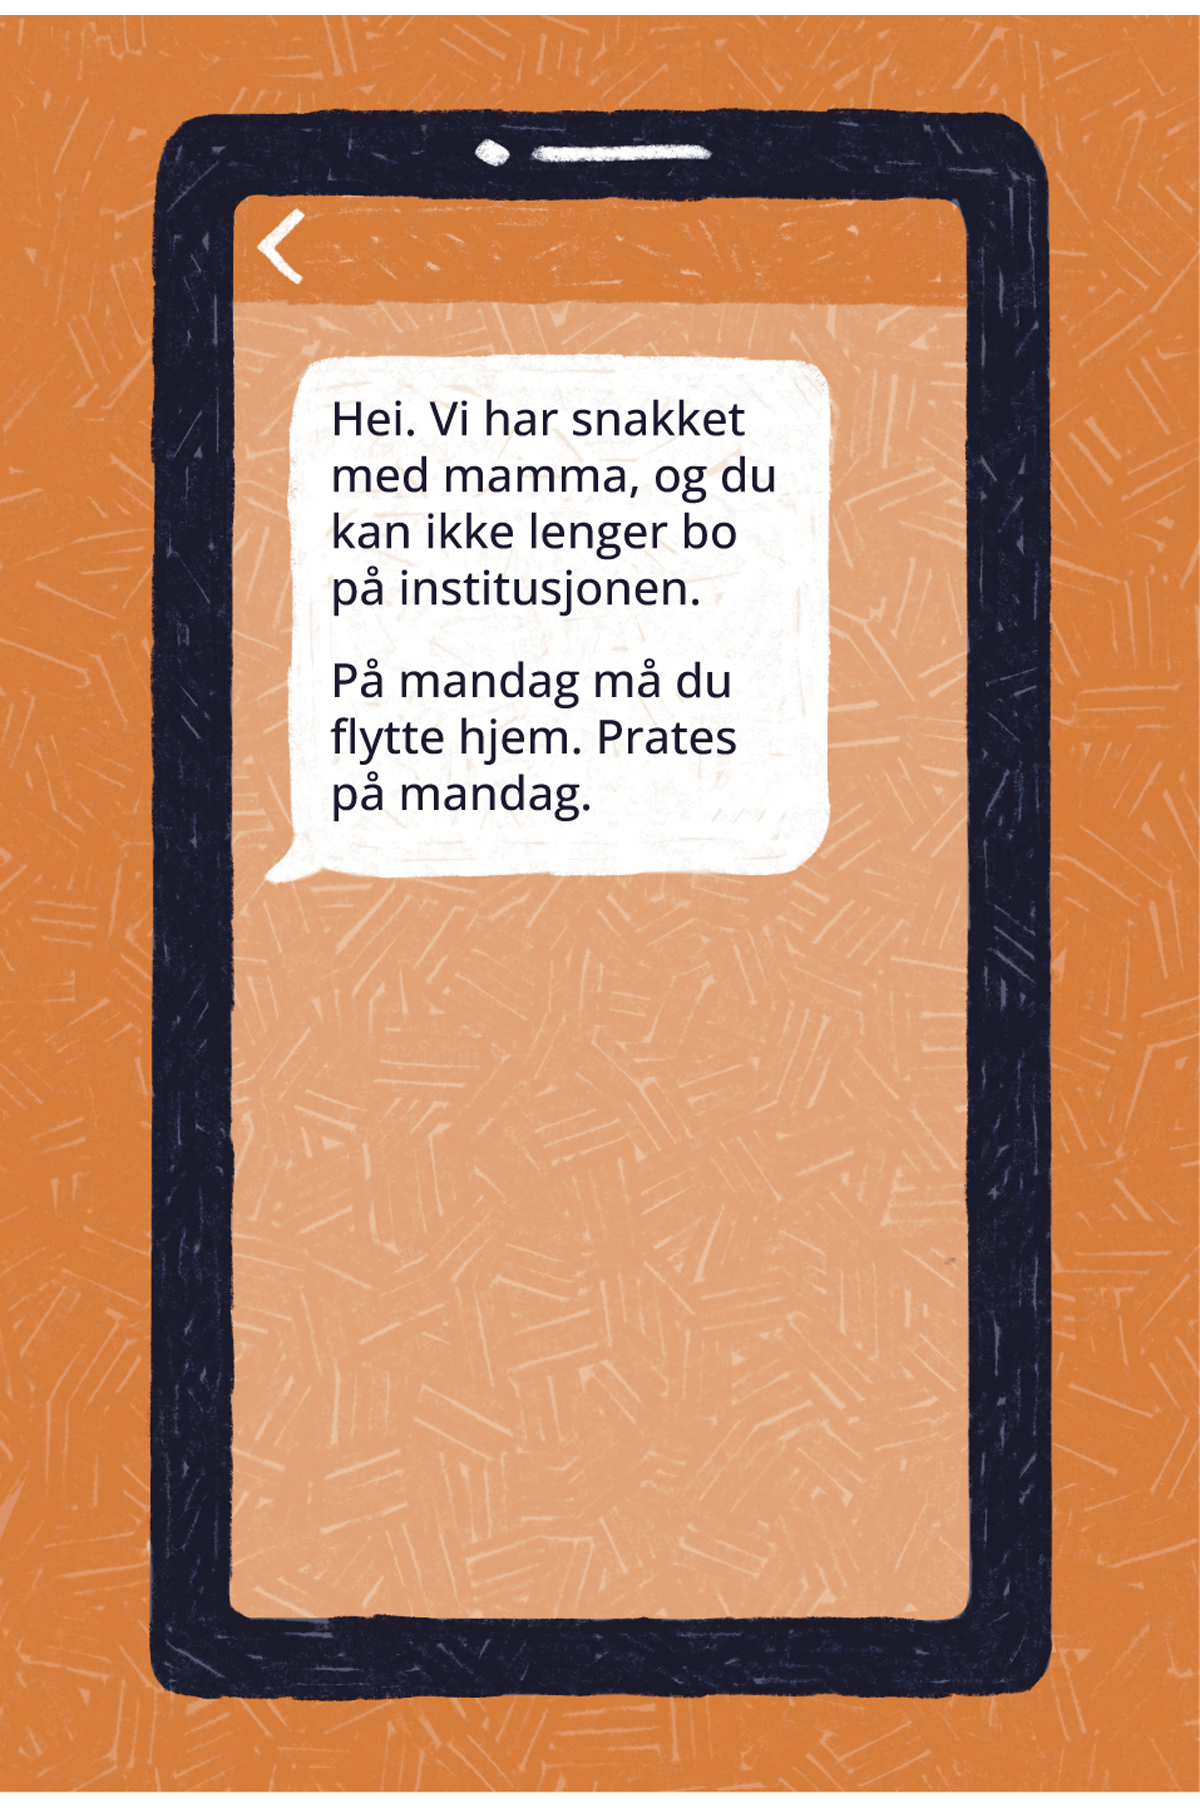 Hei. Vi har snakket
med mamma, og du
kan ikke lenger bo
på institusjonen.
På mandag må du
flytte hjem. Prates
på mandag.